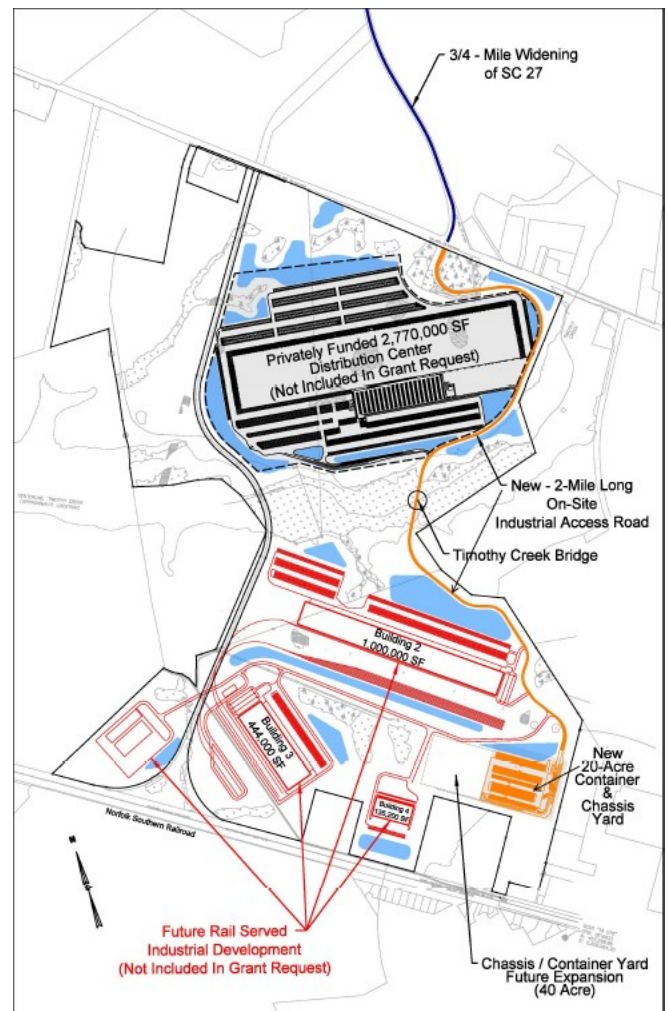 3/4 - Mile Widening
of SC 27
Privately Funded 2,770,000 SF
Distribution Center
(Not Included In Grant Request)
New - 2-Mile Long
On-Site
Industrial Access Road
Timothy Creek Bridge
Building 2
1,000,000 SF
Building 3
444,000 SF
Building 4
New
20-Acre
Container
&
Chassis
Yard
Norfolk Southern Railroad
Future Rail Served
Industrial Development
(Not Included In Grant Request)
Chassis / Container Yard
Future Expansion
(40 Acre)